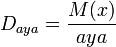 D_{aya} = \frac{M(x)}{aya}